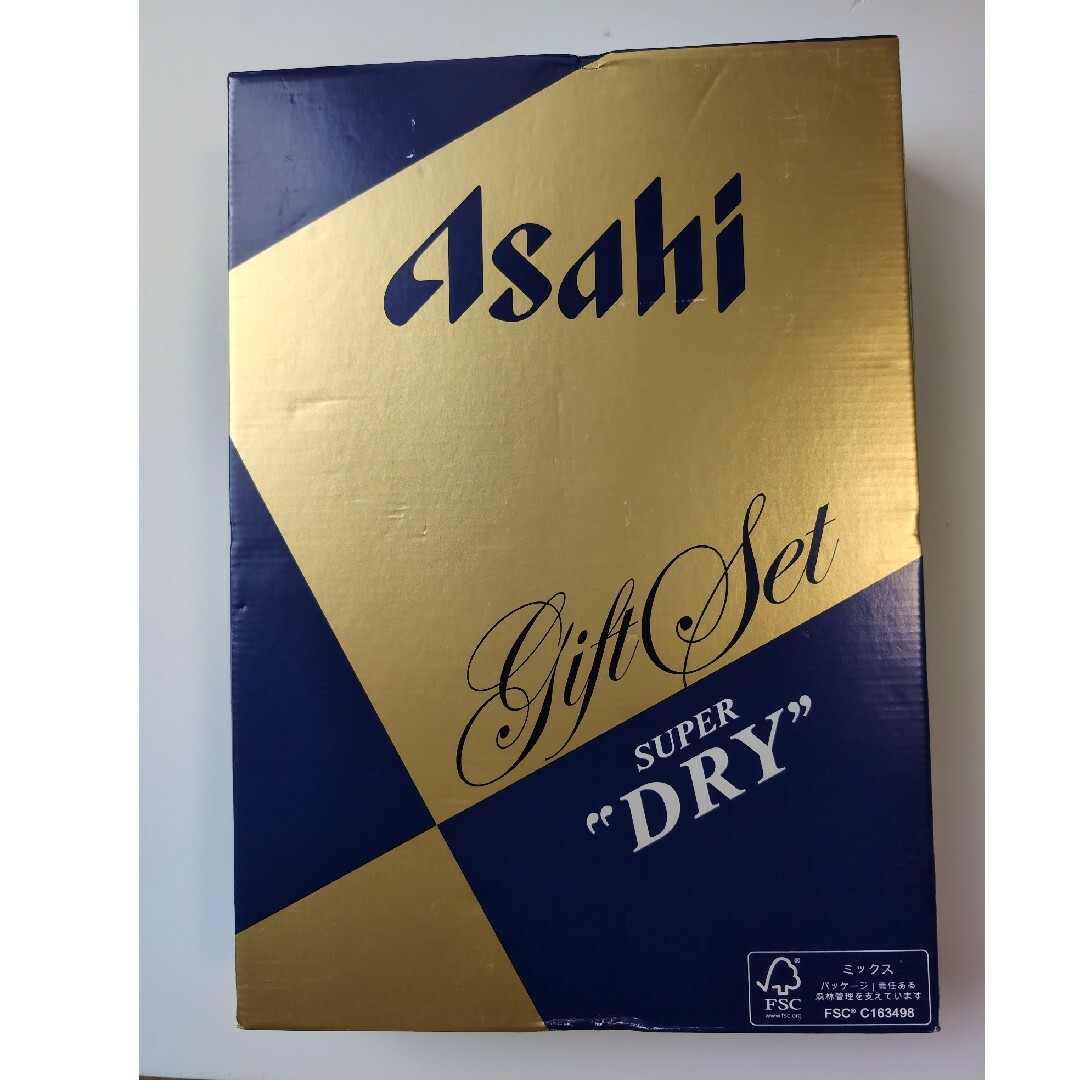 Asahi
Gift Set
SUPER
"DRY"
ミックス
パッケージ | 責任ある
森林管理を支えています
FSC® C163498
®
FSC
www.fsc.org